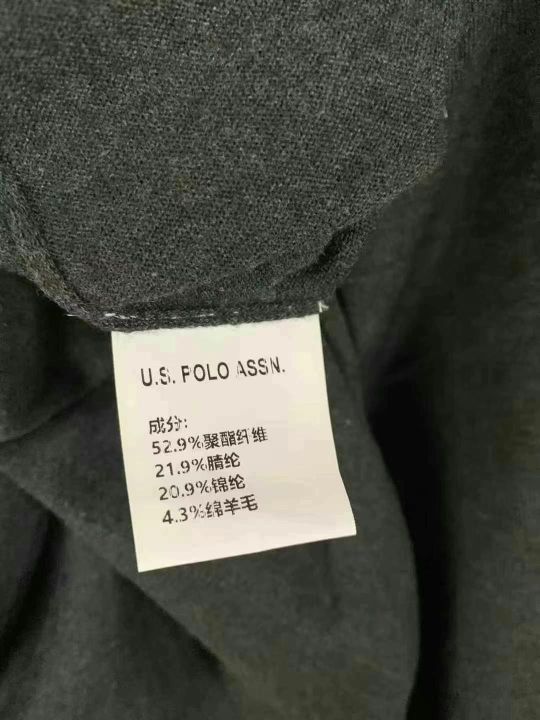 U.S. POLO ASSN.
成分:
52.9%聚酯纤维
21.9%腈纶
20.9%锦纶
4.3%绵羊毛